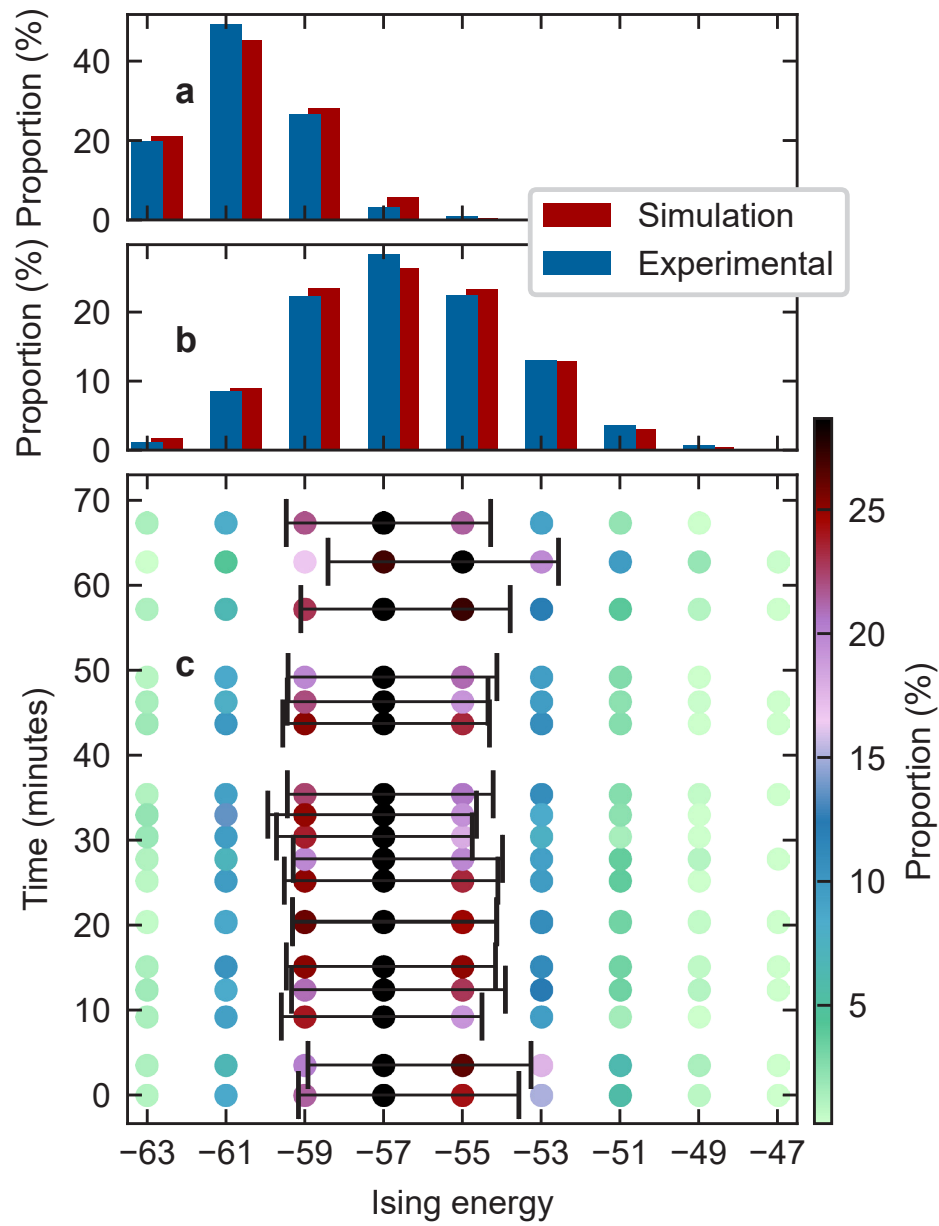 Proportion (%)
40
20
0
a
Simulation
Experimental
Proportion (%)
20
10
0
b
Time (minutes)
70
60
50
40
30
20
10
0
c
25
20
15
10
5
Proportion (%)
−63 −61 −59 −57 −55 −53 −51 −49 −47
Ising energy